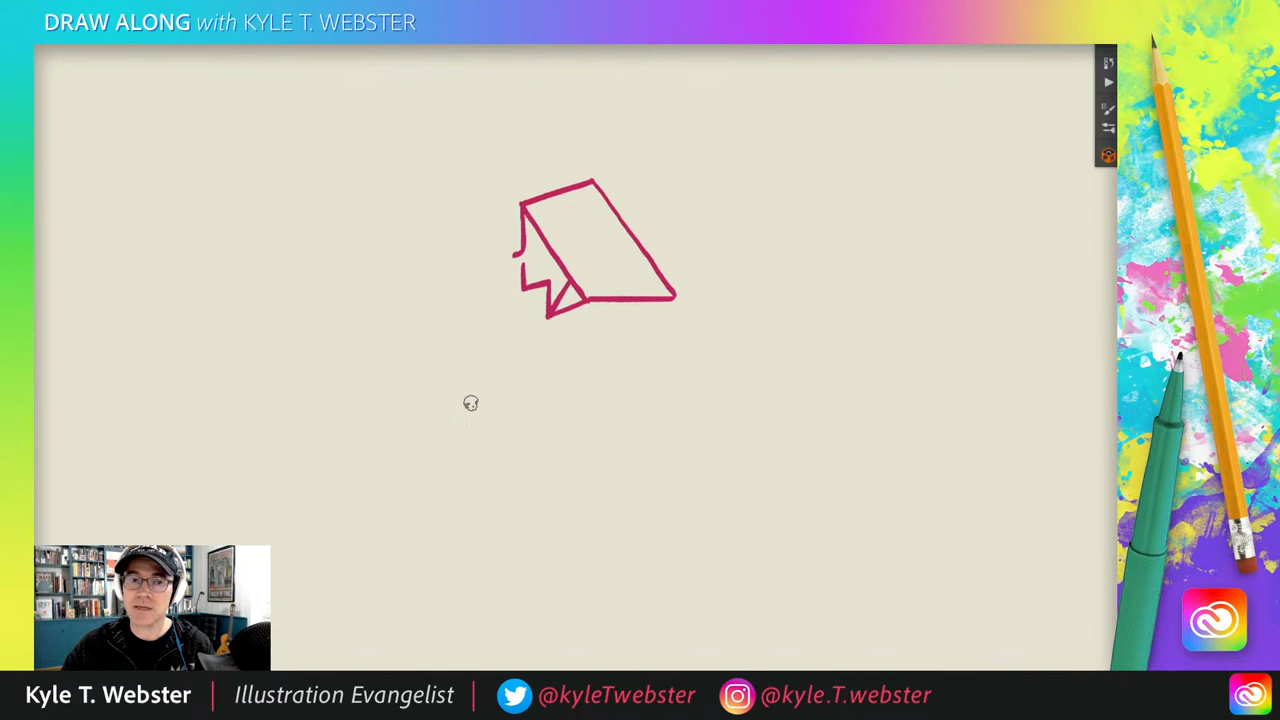 DRAW ALONG with KYLE T. WEBSTER
Kyle T. Webster | Illustration Evangelist | @kyleTwebster @kyle.T.webster